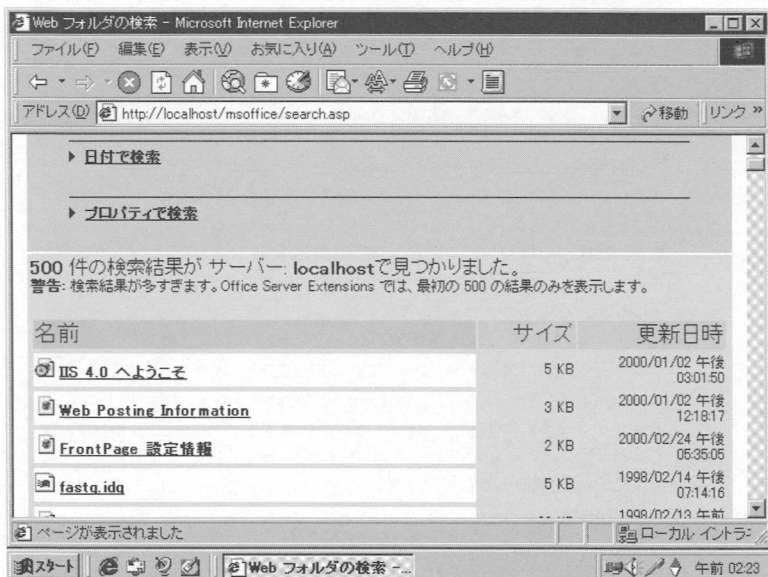 Web フォルダの検索 - Microsoft Internet Explorer
ファイル(F) 編集(E) 表示(V) お気に入り(A) ツール(T) ヘルプ(H)
アドレス(D) http://localhost/msoffice/search.asp 移動 リンク »
日付で検索
プロパティで検索
500 件の検索結果が サーバー: localhostで見つかりました。
警告: 検索結果が多すぎます。Office Server Extensions では、最初の 500 の結果のみを表示します。
名前 サイズ 更新日時
IIS 4.0 へようこそ 5 KB 2000/01/02 午後 03:01:50
Web Posting Information 3 KB 2000/01/02 午後 12:18:17
FrontPage 設定情報 2 KB 2000/02/24 午後 05:35:05
fastq.idq 5 KB 1998/02/14 午後 07:14:16
1998/02/13 午前
ページが表示されました ローカル イントラ
スタート Web フォルダの検索 -... 午前 02:23